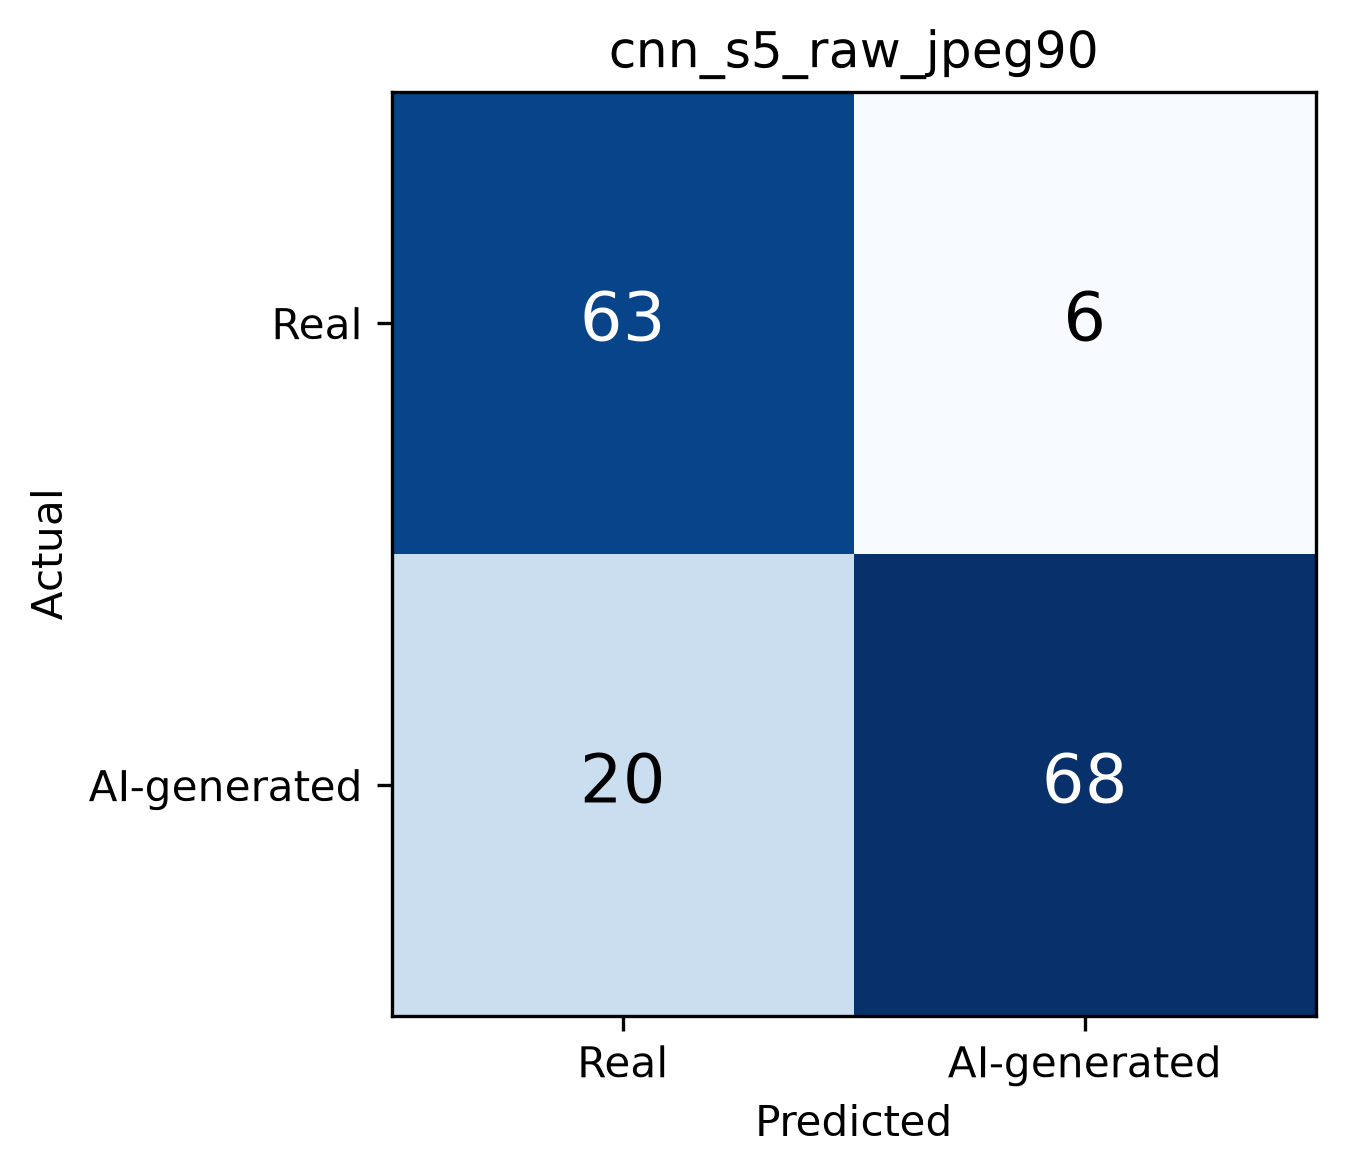 cnn_s5_raw_jpeg90
Real
63
6
Actual
AI-generated
20
68
Real
AI-generated
Predicted